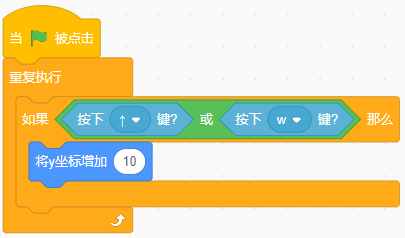 当 被点击
重复执行
如果 按下 ↑ 键? 或 按下 w 键? 那么
将y坐标增加 10